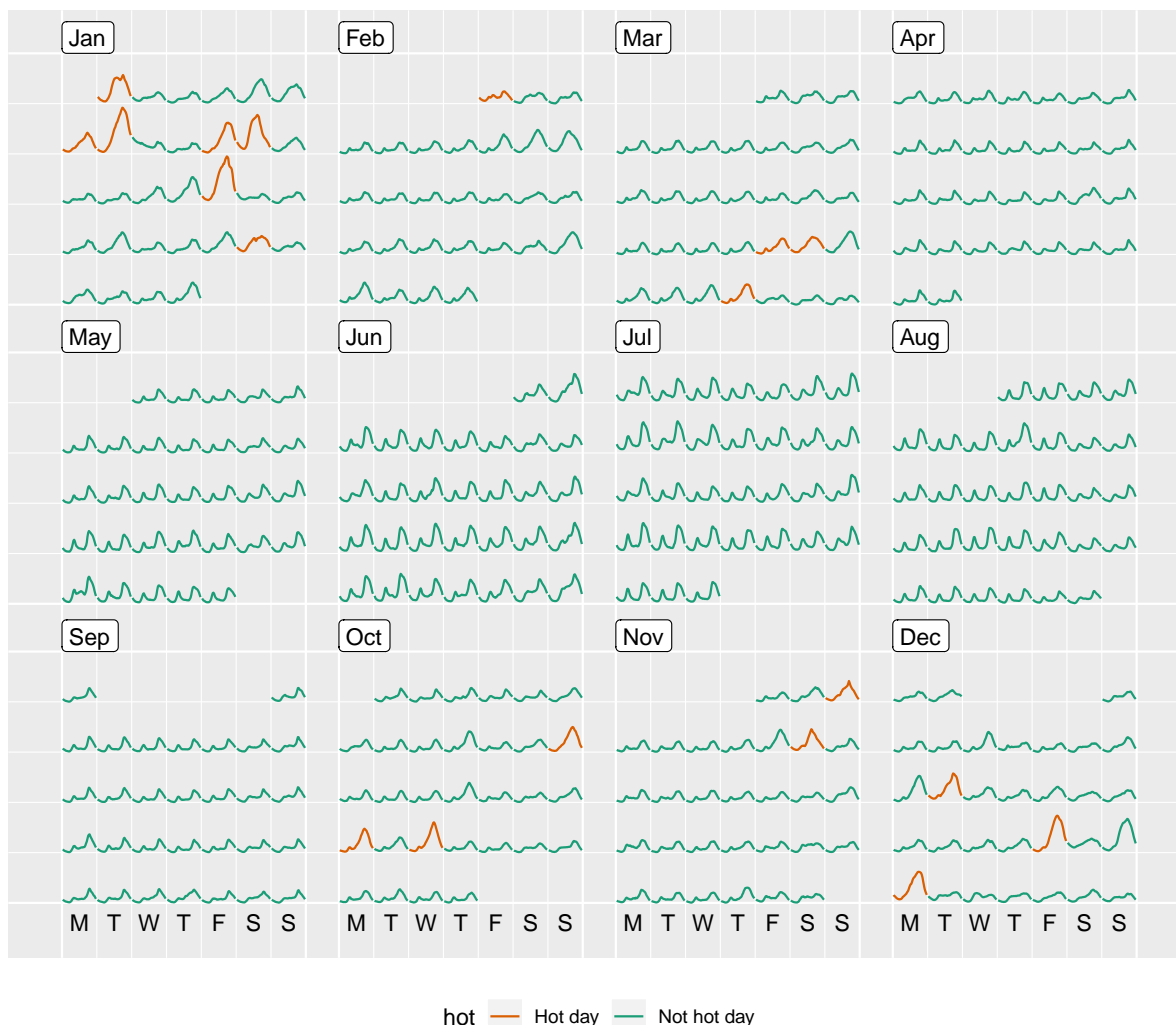 Jan Feb Mar Apr
May Jun Jul Aug
Sep Oct Nov Dec
M T W T F S S M T W T F S S M T W T F S S M T W T F S S
hot Hot day Not hot day